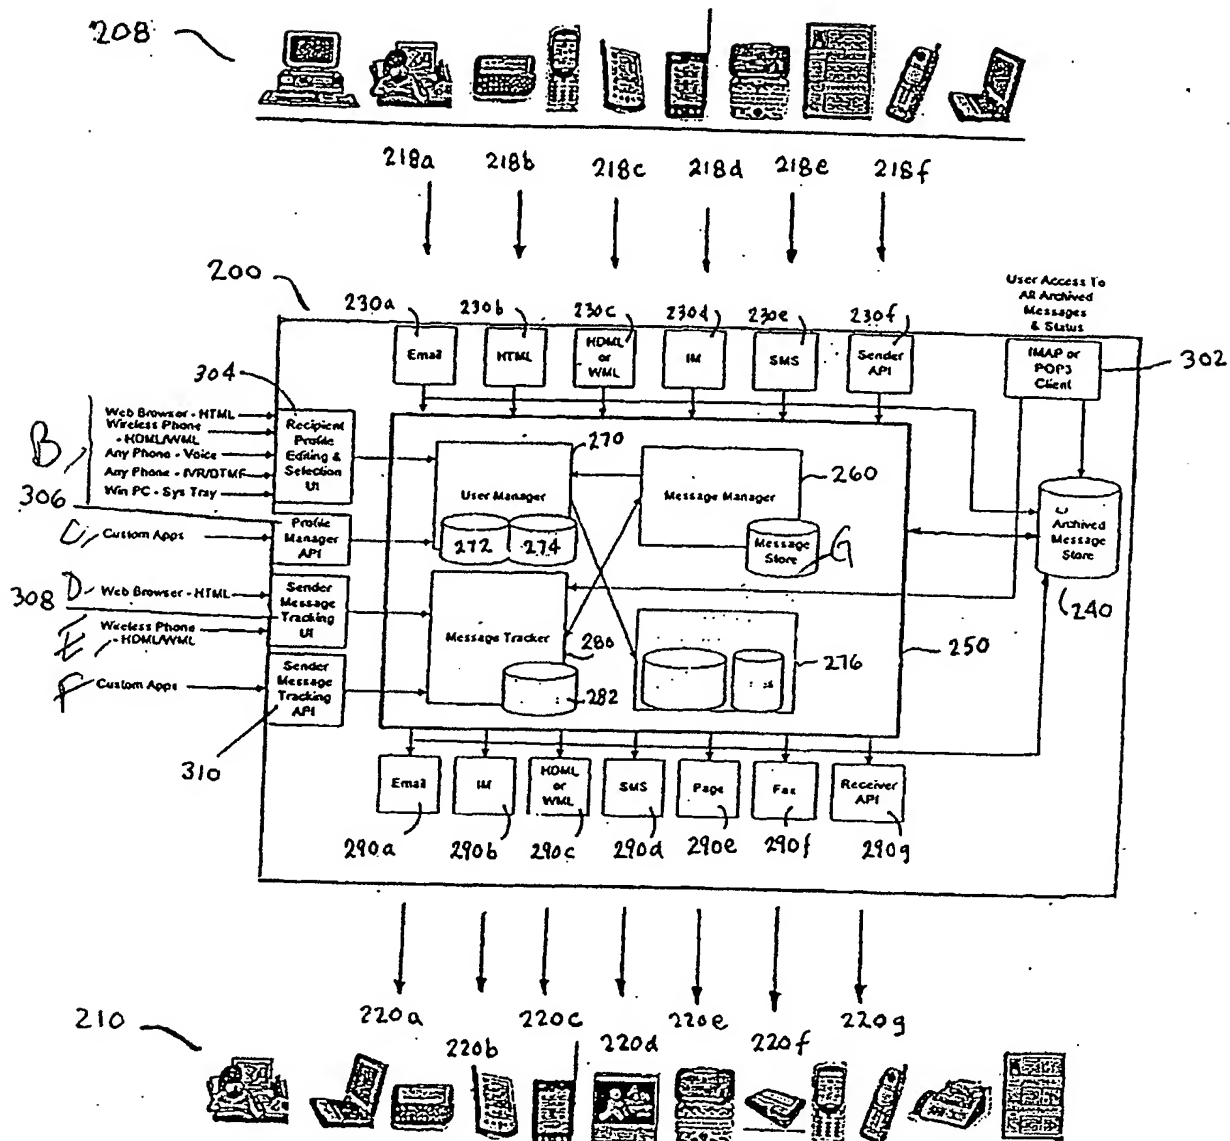 208
218a
218b
218c
218d
218e
218f
200
User Access To
AR Archived
Messages
& Status
230a
230b
230c
230d
230e
230f
Email
HTML
HDML
or
WML
IM
SMS
Sender
API
IMAP or
POP3
Client
302
304
B
Web Browser - HTML
Wireless Phone
- HDML/WML
Any Phone - Voice
Any Phone - IVR/DTMF
Win PC - Sys Tray
Recipient
Profile
Editing &
Selection
UI
270
User Manager
272
274
260
Message Manager
Message
Store
G
Archived
Message
Store
240
306
C
Custom Apps
Profile
Manager
API
308
D
Web Browser - HTML
E
Wireless Phone
- HDML/WML
Sender
Message
Tracking
UI
Message Tracker
280
282
276
250
F
Custom Apps
Sender
Message
Tracking
API
310
Email
IM
HDML
or
WML
SMS
Page
Fax
Receiver
API
290a
290b
290c
290d
290e
290f
290g
210
220a
220b
220c
220d
220e
220f
220g